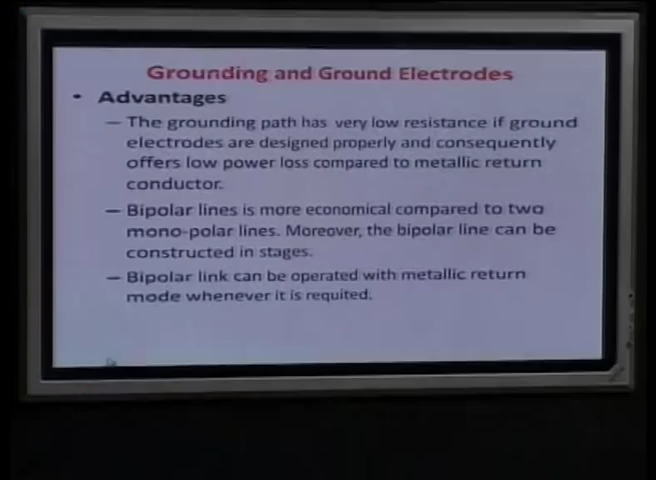 Grounding and Ground Electrodes
• Advantages
– The grounding path has very low resistance if ground
electrodes are designed properly and consequently
offers low power loss compared to metallic return
conductor.
– Bipolar lines is more economical compared to two
mono-polar lines. Moreover, the bipolar line can be
constructed in stages.
– Bipolar link can be operated with metallic return
mode whenever it is requited.